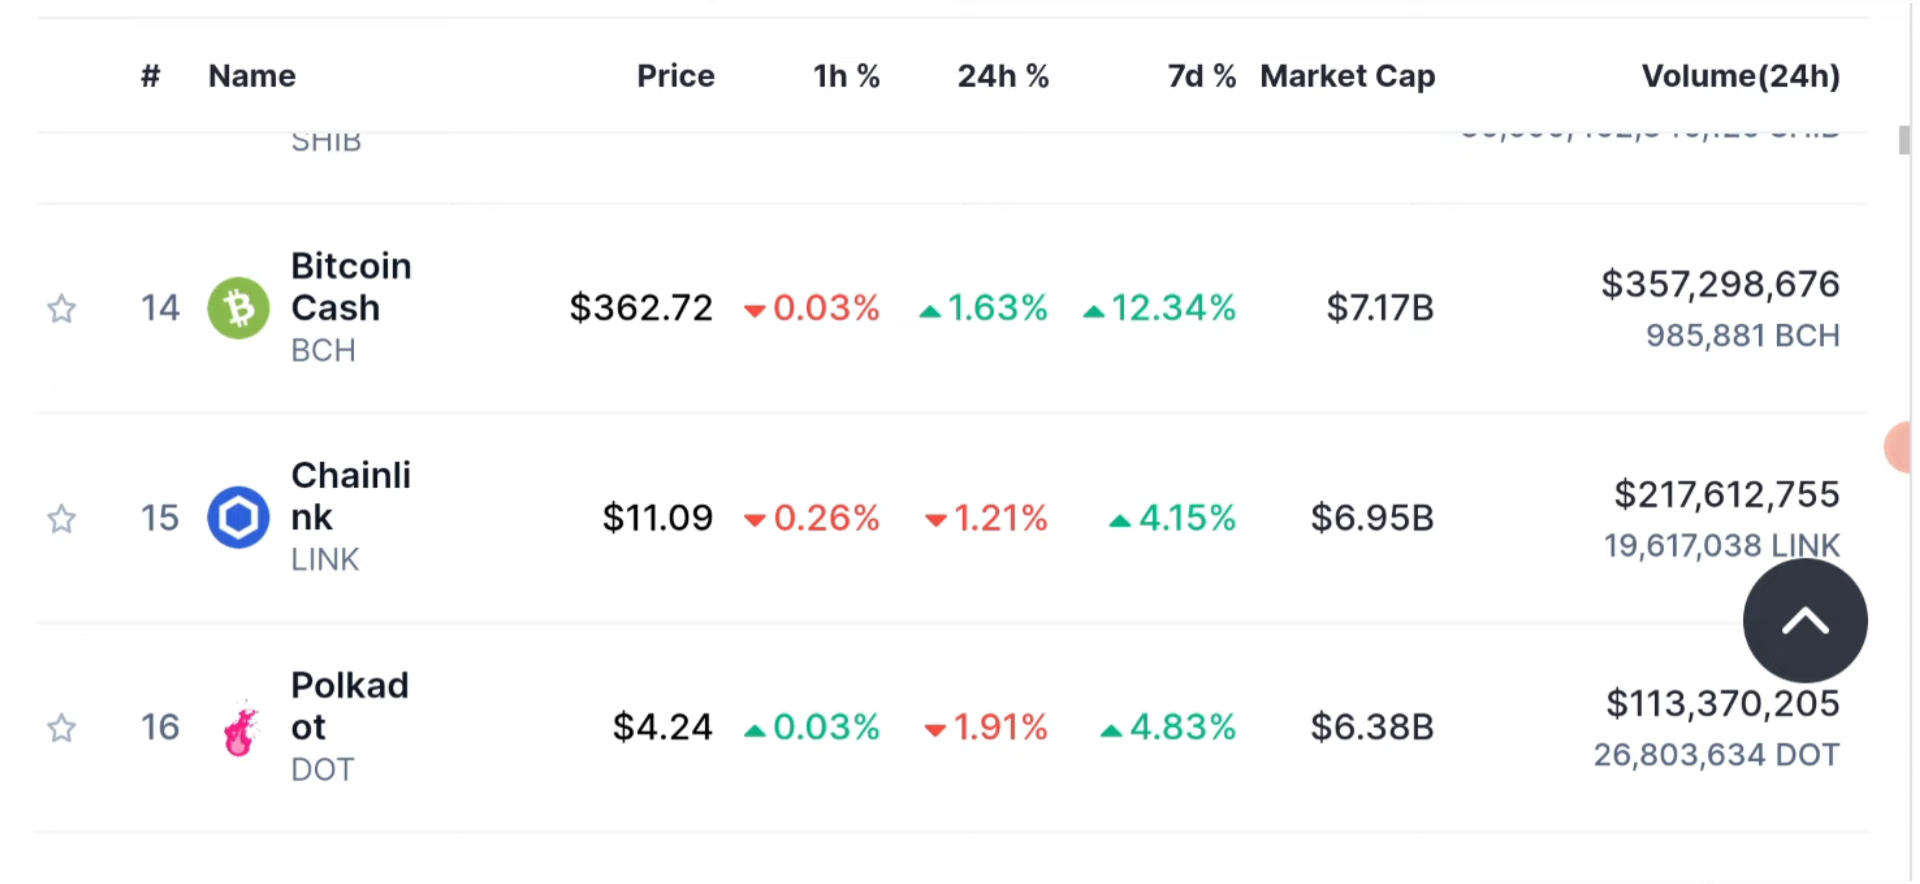 # Name Price 1h % 24h % 7d % Market Cap Volume(24h)
SHIB
Bitcoin
Cash
BCH
14 $362.72 0.03% 1.63% 12.34% $7.17B
$357,298,676
985,881 BCH
Chainli
nk
LINK
15 $11.09 0.26% 1.21% 4.15% $6.95B
$217,612,755
19,617,038 LINK
Polkad
ot
DOT
16 $4.24 0.03% 1.91% 4.83% $6.38B
$113,370,205
26,803,634 DOT